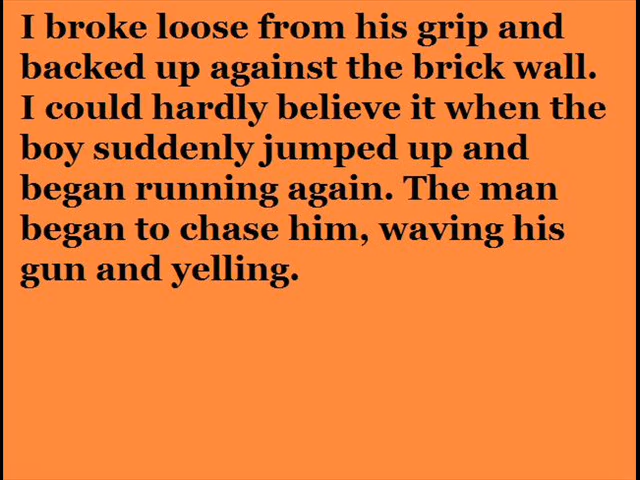 I broke loose from his grip and
backed up against the brick wall.
I could hardly believe it when the
boy suddenly jumped up and
began running again. The man
began to chase him, waving his
gun and yelling.